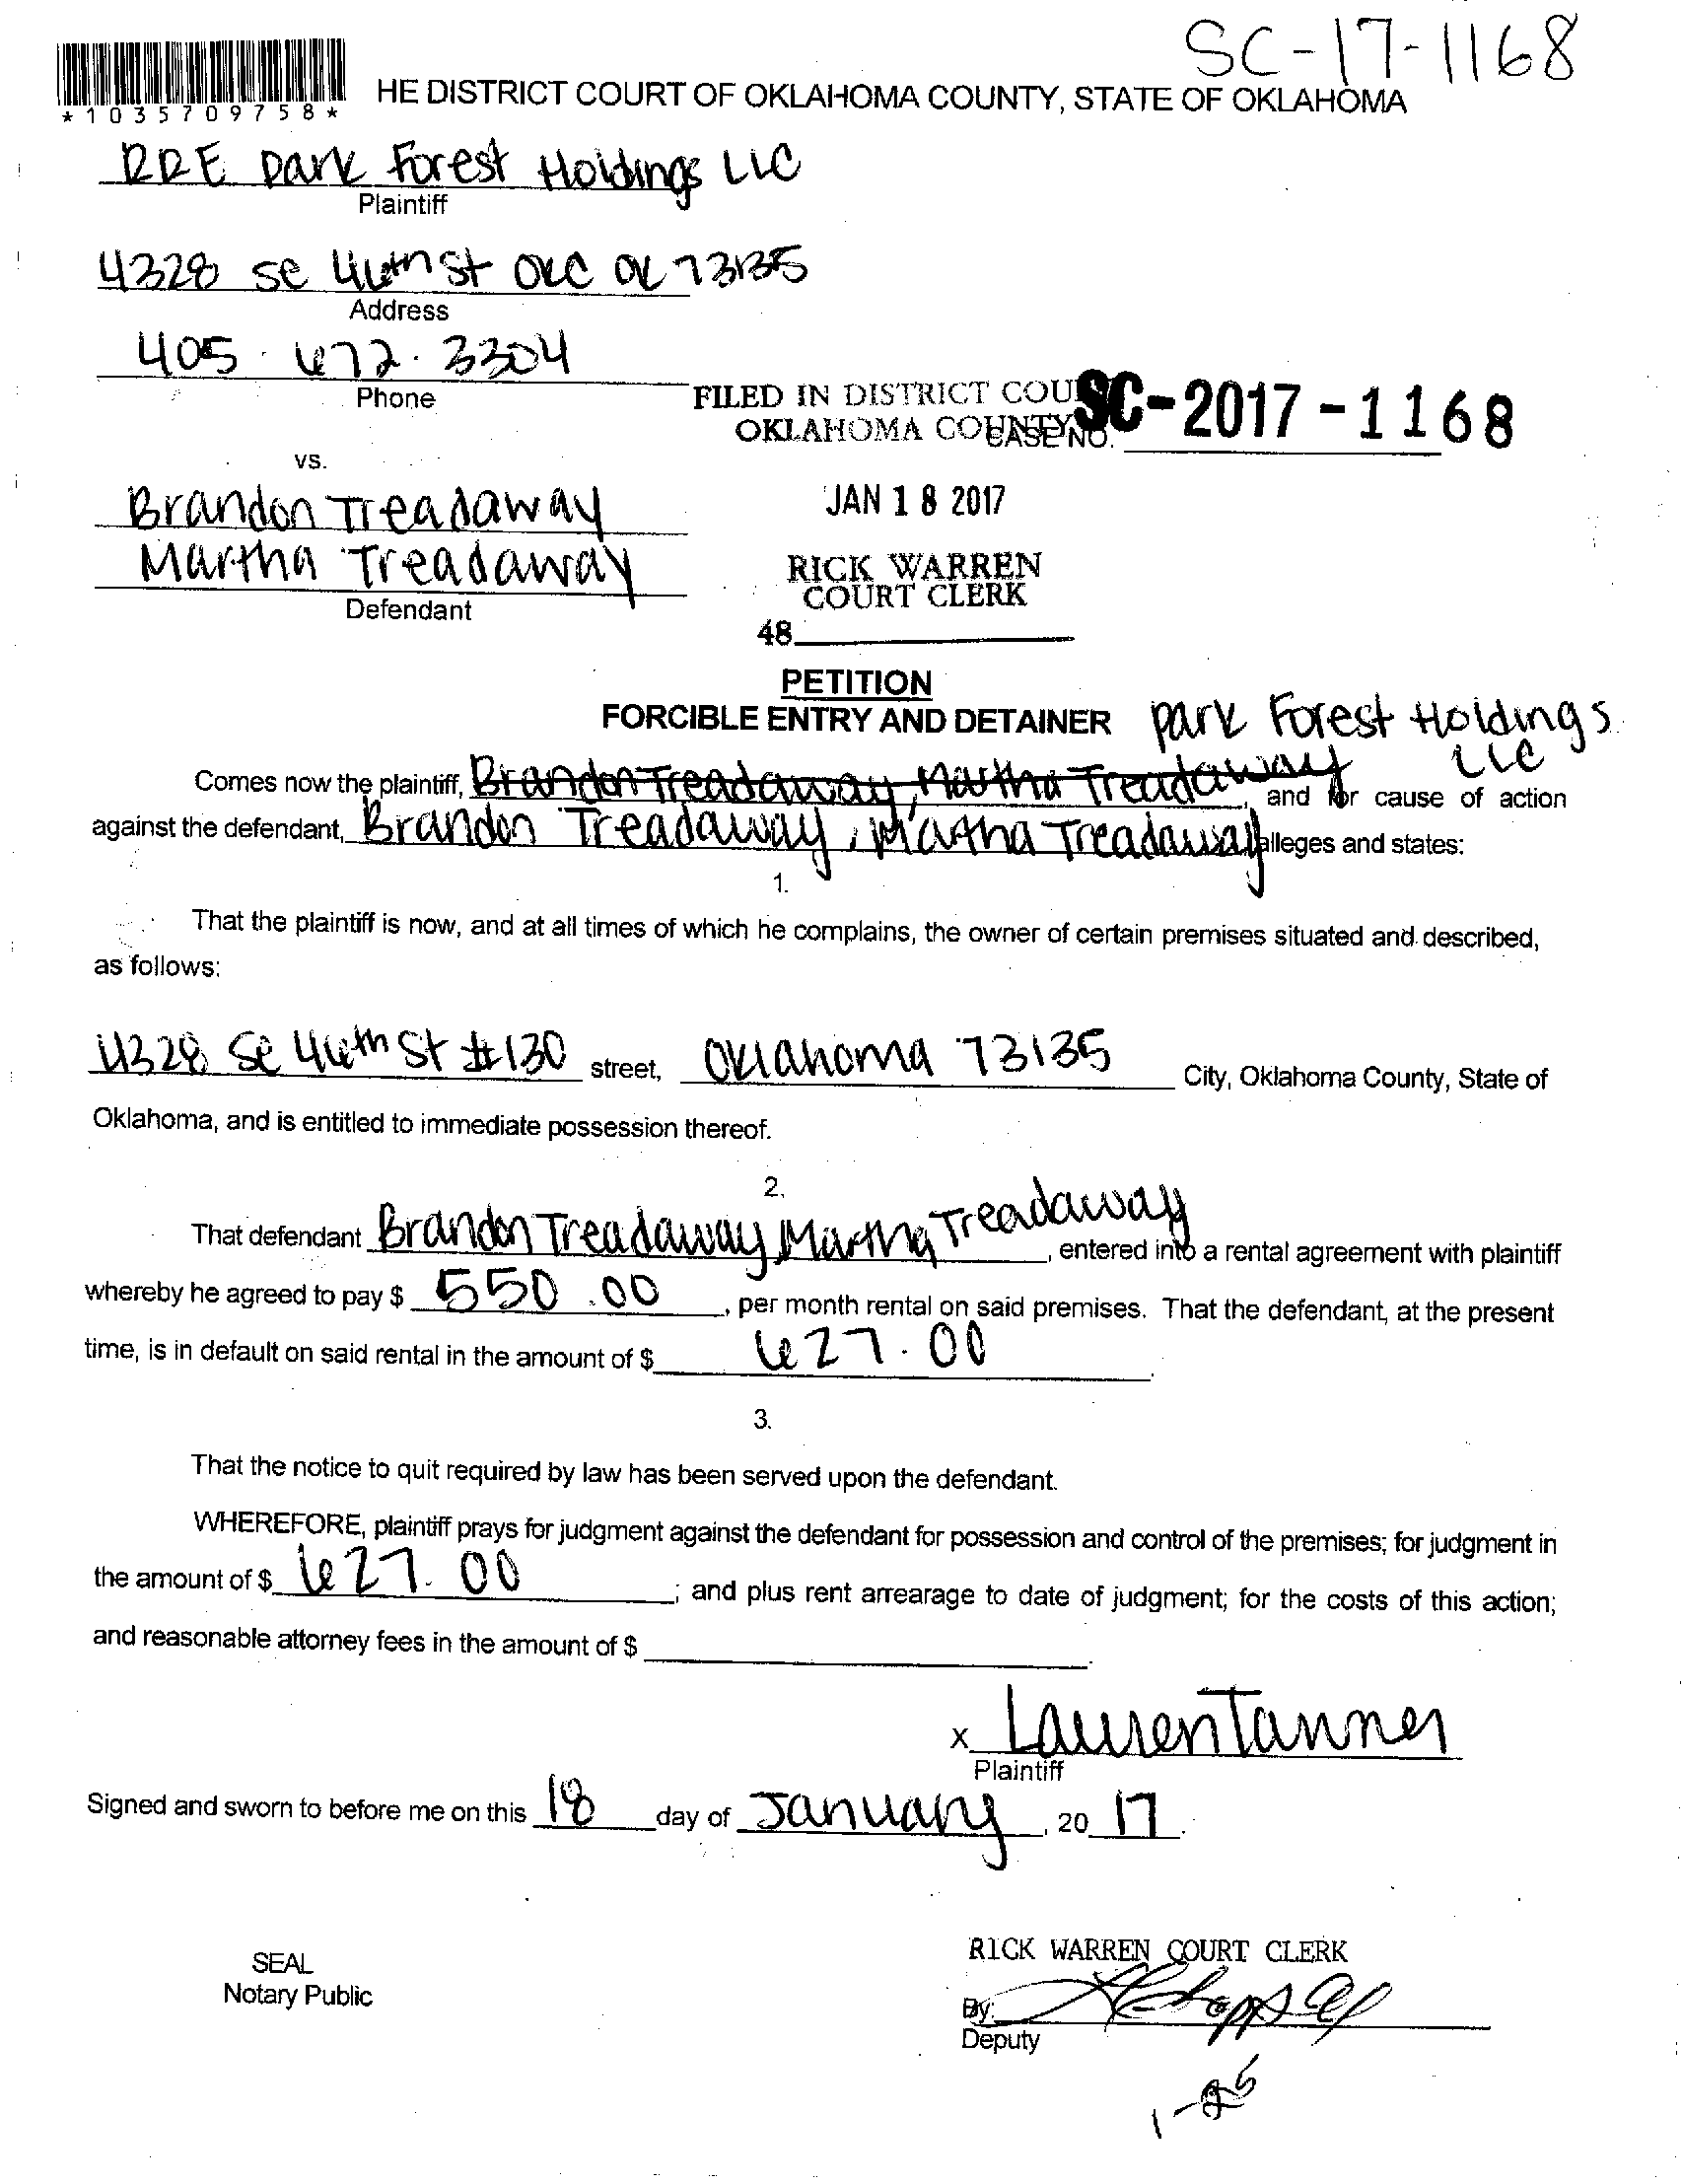 SC-17-1168
HE DISTRICT COURT OF OKLAHOMA COUNTY, STATE OF OKLAHOMA
*1035709758*
RRE Park Forest Holdings LLC
Plaintiff
4328 SE 46th St OKC OK 73135
Address
405 · 672 · 3304
Phone
FILED IN DISTRICT COU
SC-2017-1168
OKLAHOMA COUNTY
CASE NO.
vs.
Brandon Treadaway
JAN 18 2017
Martha Treadaway
RICK WARREN
COURT CLERK
Defendant
48
PETITION
FORCIBLE ENTRY AND DETAINER
Park Forest Holdings
LLC
Comes now the plaintiff, Brandon Treadaway, Martha Treadaway, and for cause of action
against the defendant, Brandon Treadaway, Martha Treadaway alleges and states:
1.
That the plaintiff is now, and at all times of which he complains, the owner of certain premises situated and described,
as follows:
4328 SE 46th St #130 street, Oklahoma 73135 City, Oklahoma County, State of
Oklahoma, and is entitled to immediate possession thereof.
2.
That defendant Brandon Treadaway, Martha Treadaway, entered into a rental agreement with plaintiff
whereby he agreed to pay $ 550.00, per month rental on said premises. That the defendant, at the present
time, is in default on said rental in the amount of $ 627.00.
3.
That the notice to quit required by law has been served upon the defendant.
WHEREFORE, plaintiff prays for judgment against the defendant for possession and control of the premises; for judgment in
the amount of $ 627.00; and plus rent arrearage to date of judgment; for the costs of this action;
and reasonable attorney fees in the amount of $ .
x Lauren Tanner
Plaintiff
Signed and sworn to before me on this 18 day of January, 20 17.
SEAL
Notary Public
RICK WARREN COURT CLERK
By:
Deputy